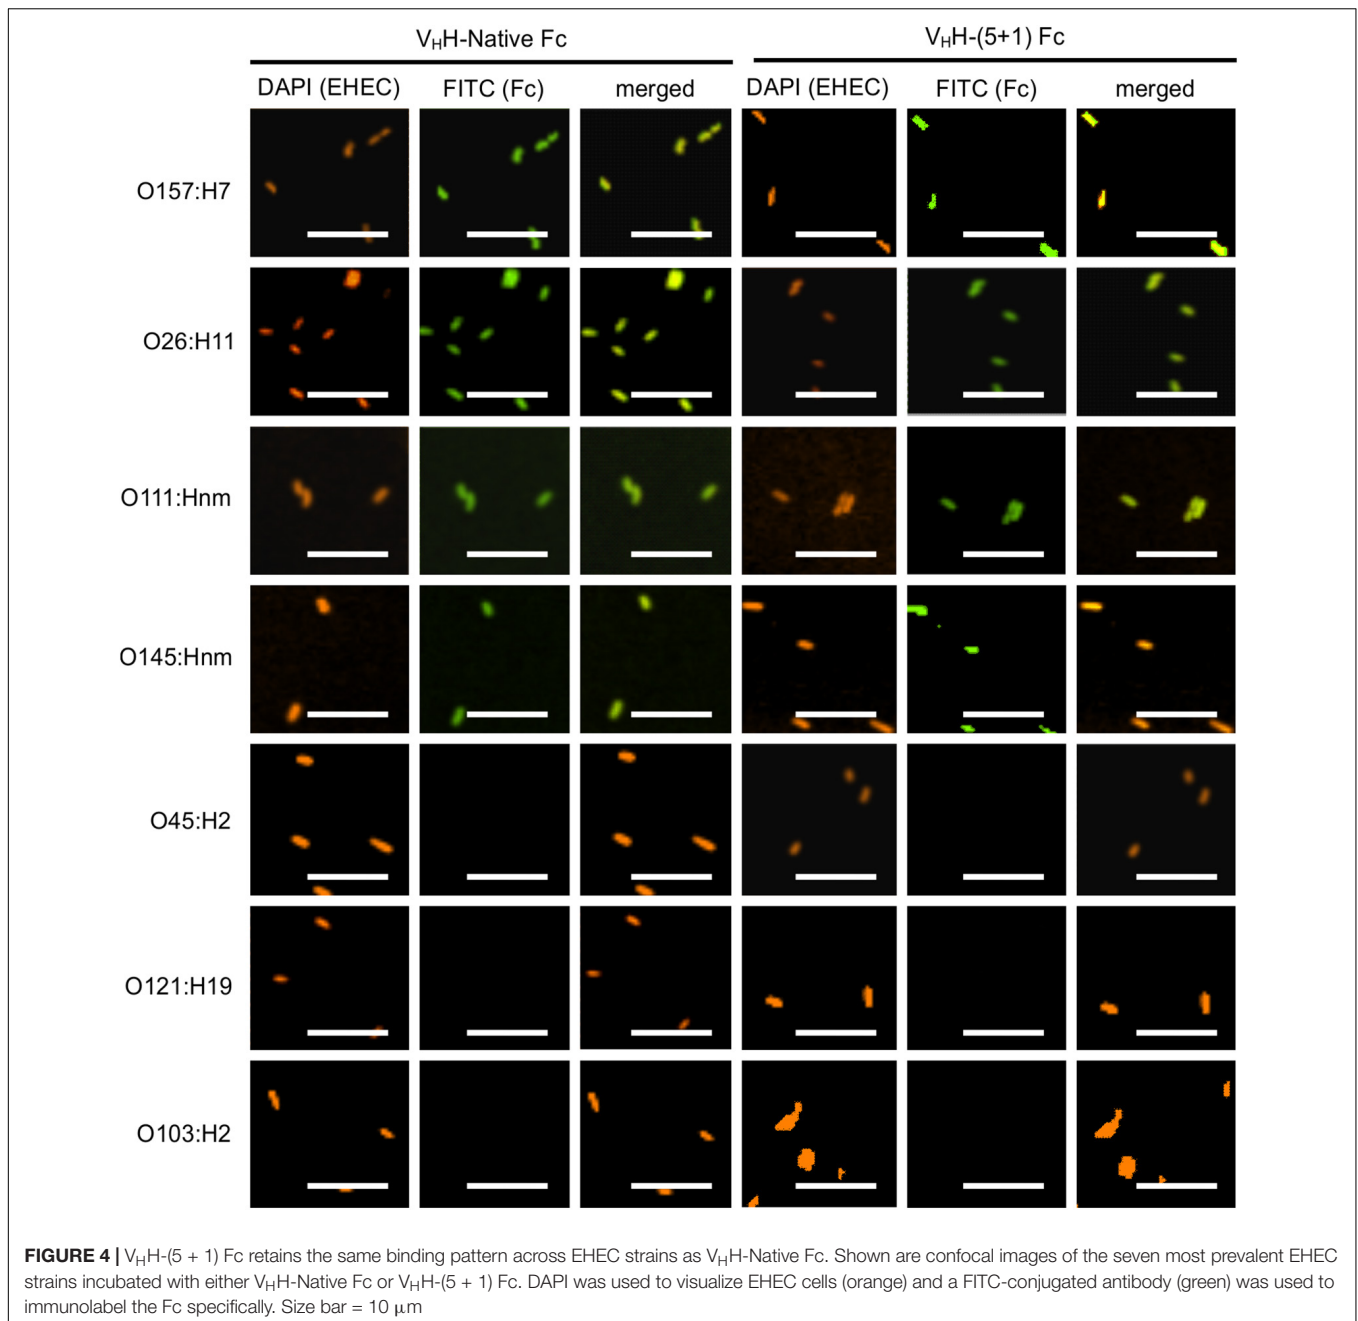 VHH-Native Fc VHH-(5+1) Fc
DAPI (EHEC) FITC (Fc) merged DAPI (EHEC) FITC (Fc) merged
O157:H7
O26:H11
O111:Hnm
O145:Hnm
O45:H2
O121:H19
O103:H2
FIGURE 4 | VHH-(5 + 1) Fc retains the same binding pattern across EHEC strains as VHH-Native Fc. Shown are confocal images of the seven most prevalent EHEC
strains incubated with either VHH-Native Fc or VHH-(5 + 1) Fc. DAPI was used to visualize EHEC cells (orange) and a FITC-conjugated antibody (green) was used to
immunolabel the Fc specifically. Size bar = 10 μm